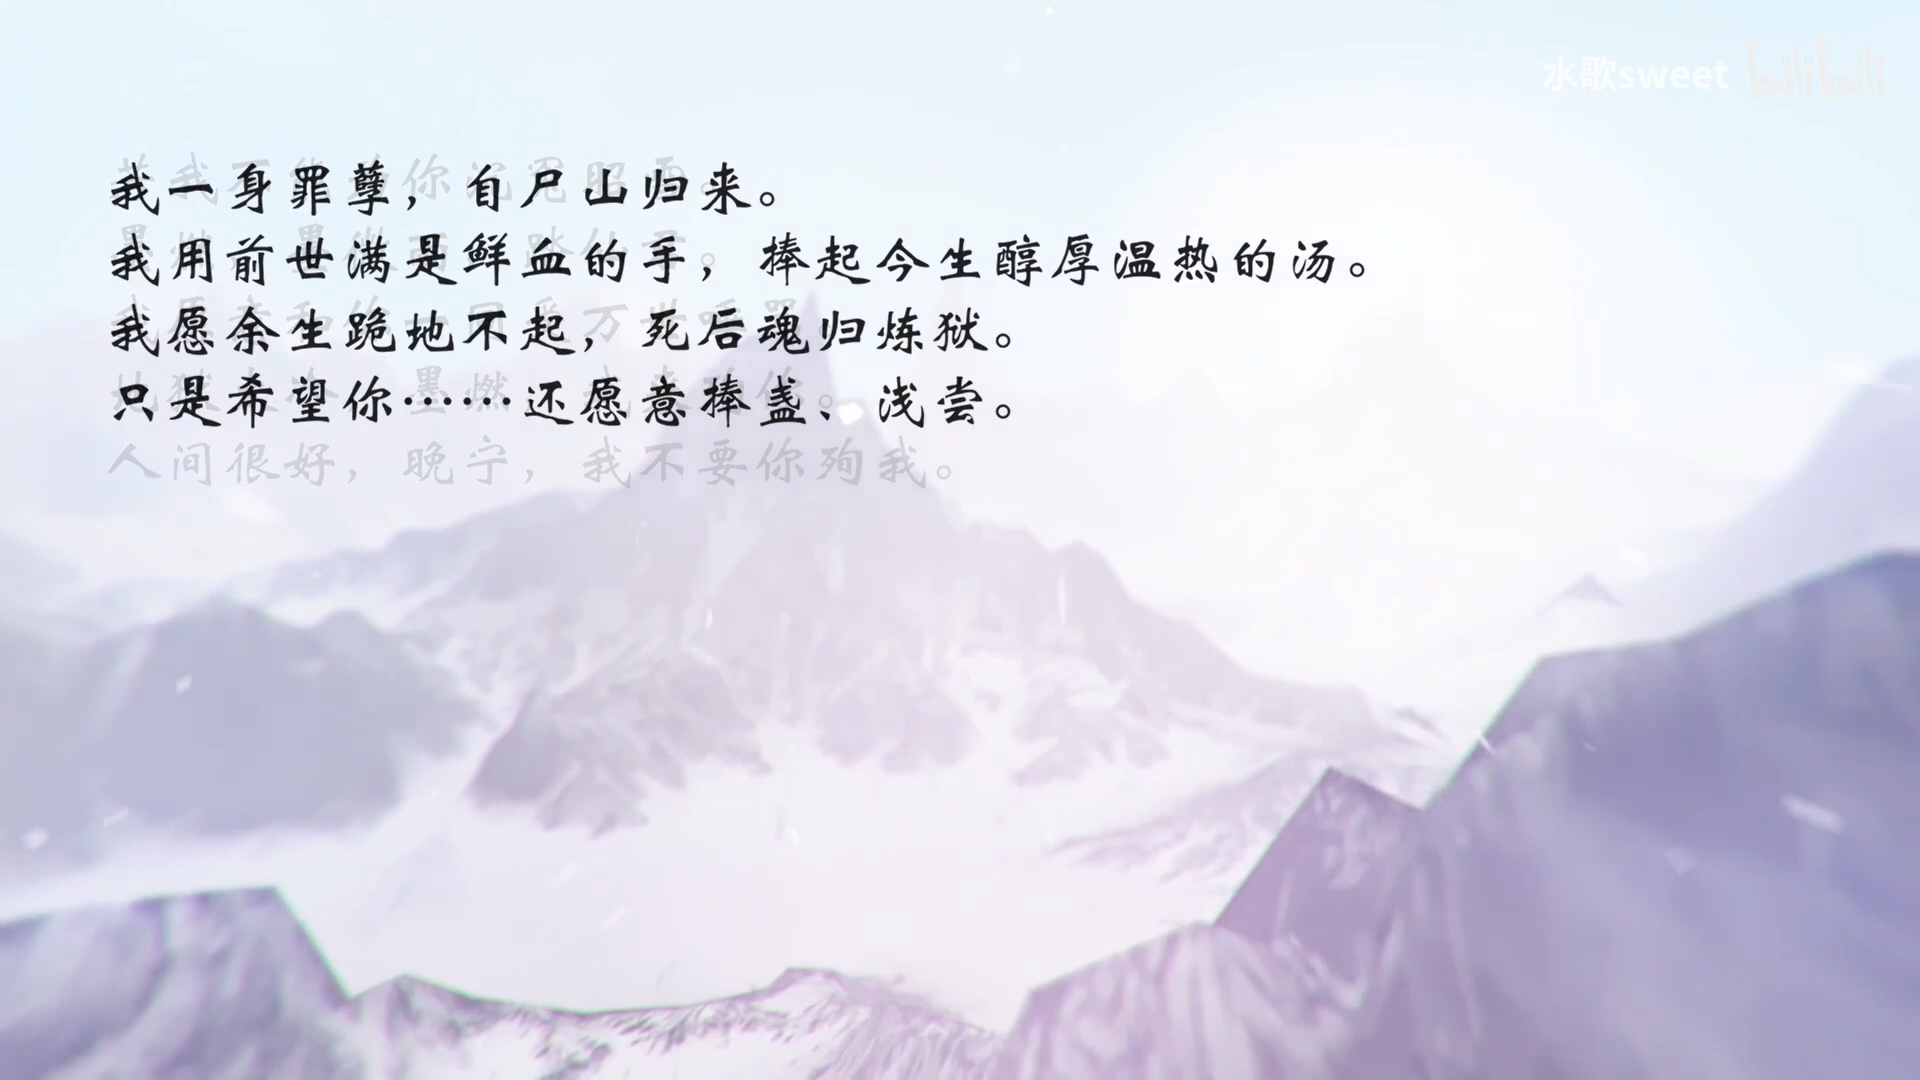 水歌sweet bilibili
我一身罪孽，自尸山归来。
我用前世满是鲜血的手，捧起今生醇厚温热的汤。
我愿余生跪地不起，死后魂归炼狱。
只是希望你……还愿意捧盏、浅尝。
人间很好，晚宁，我不要你殉我。